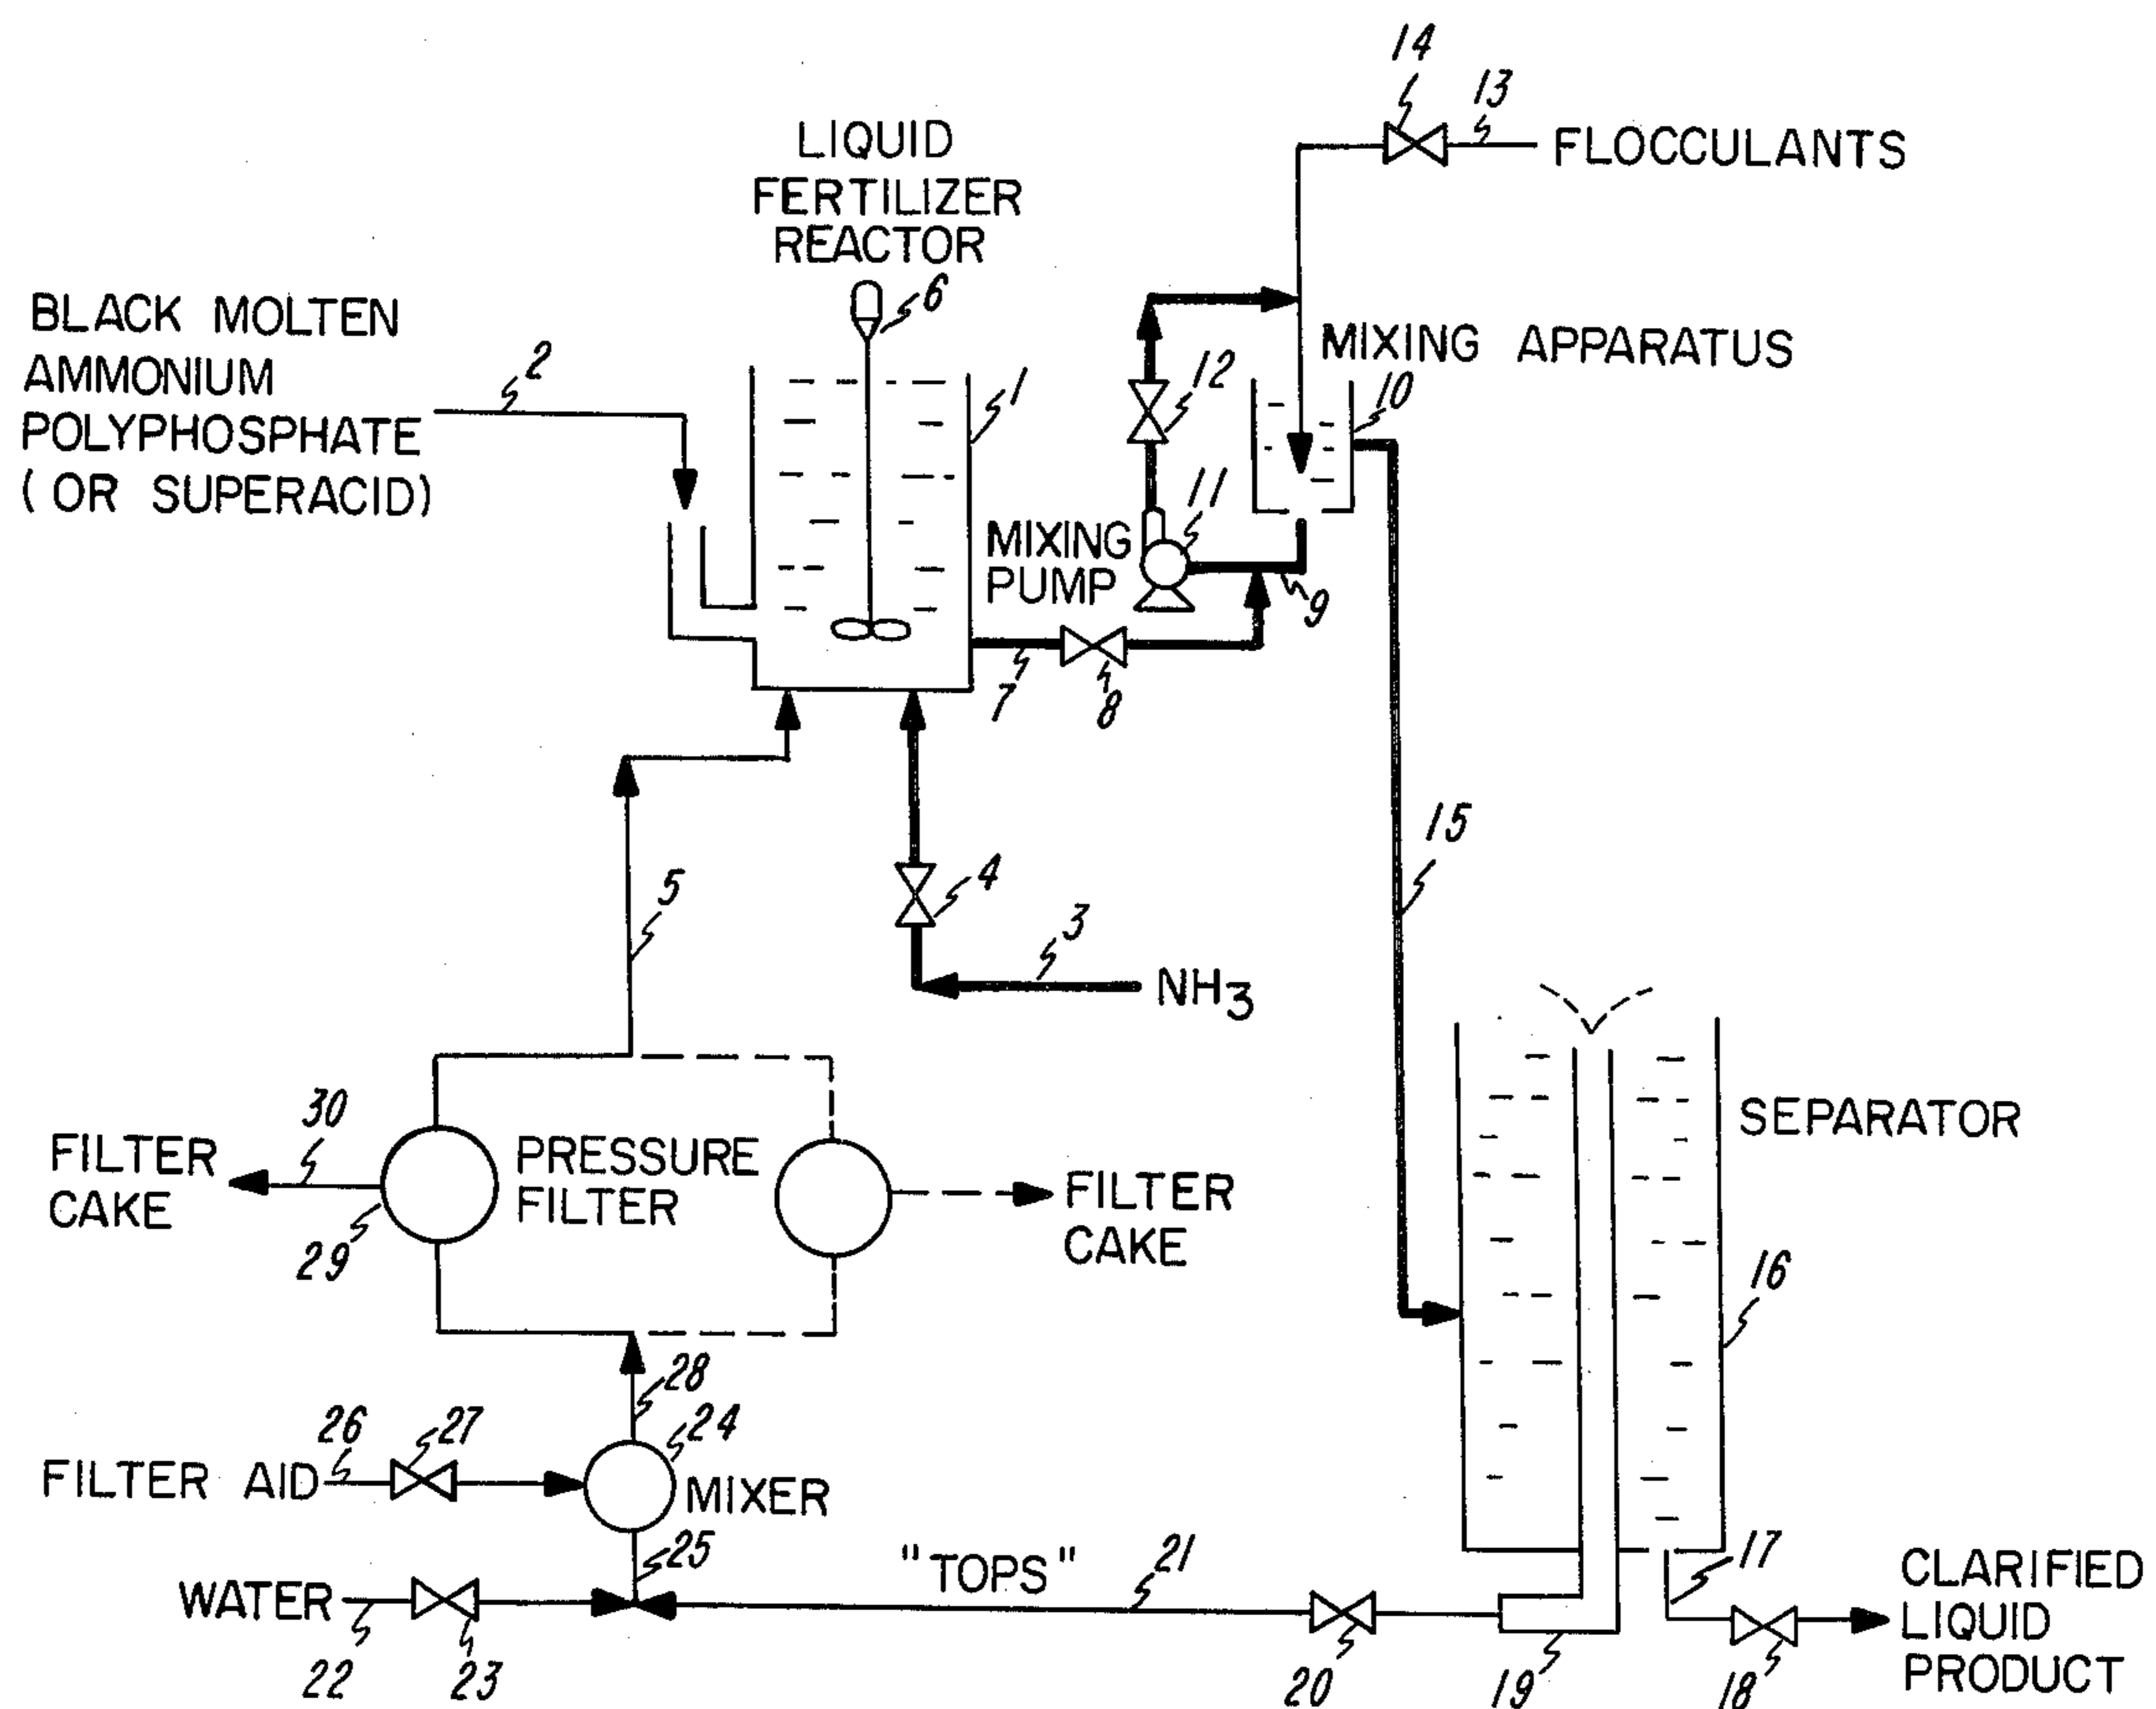 14
13
FLOCCULANTS
LIQUID
FERTILIZER
REACTOR
6
BLACK MOLTEN
AMMONIUM
POLYPHOSPHATE
(OR SUPERACID)
2
1
MIXING APPARATUS
12
10
11
MIXING
PUMP
9
7
8
15
5
4
3
NH3
SEPARATOR
30
FILTER
CAKE
29
PRESSURE
FILTER
FILTER
CAKE
16
28
24
26
27
FILTER AID
MIXER
25
"TOPS"
21
17
WATER
22
23
20
19
18
CLARIFIED
LIQUID
PRODUCT